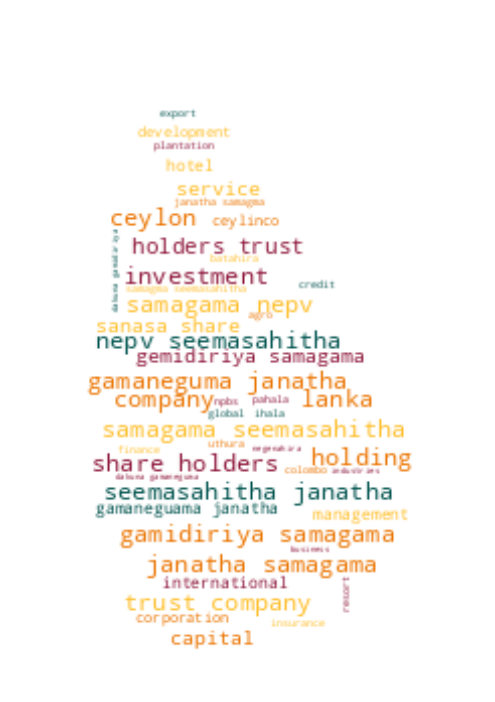 export
development
plantation
hotel
service
janatha samagma
ceylon ceylinco
holders trust
batahira
investment
credit
samagma seemasahitha
samagama nepv
agro
sanasa share
nepv seemasahitha
gemidiriya samagama
gamaneguma janatha
company npbs pahala lanka
global ihala
samagama seemasahitha
uthura
finance negenahira
holding
share holders
colombo industries
dakuna gamaneguma
seemasahitha janatha
gamaneguama janatha
management
gamidiriya samagama
business
janatha samagama
international
resort
trust company
corporation
insurance
capital